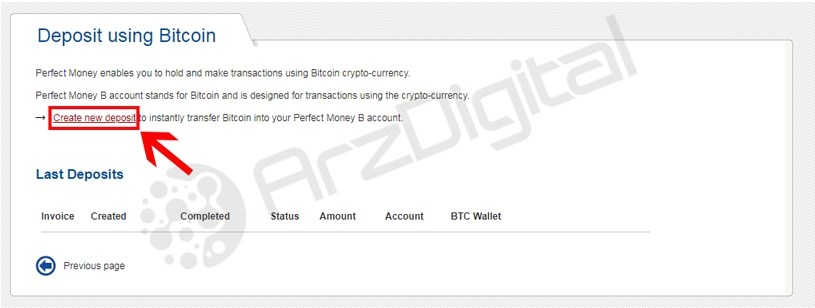 Deposit using Bitcoin
Perfect Money enables you to hold and make transactions using Bitcoin crypto-currency.
Perfect Money B account stands for Bitcoin and is designed for transactions using the crypto-currency.
→ Create new deposit to instantly transfer Bitcoin into your Perfect Money B account.
ArzDigital
Last Deposits
Invoice Created Completed Status Amount Account BTC Wallet
Previous page